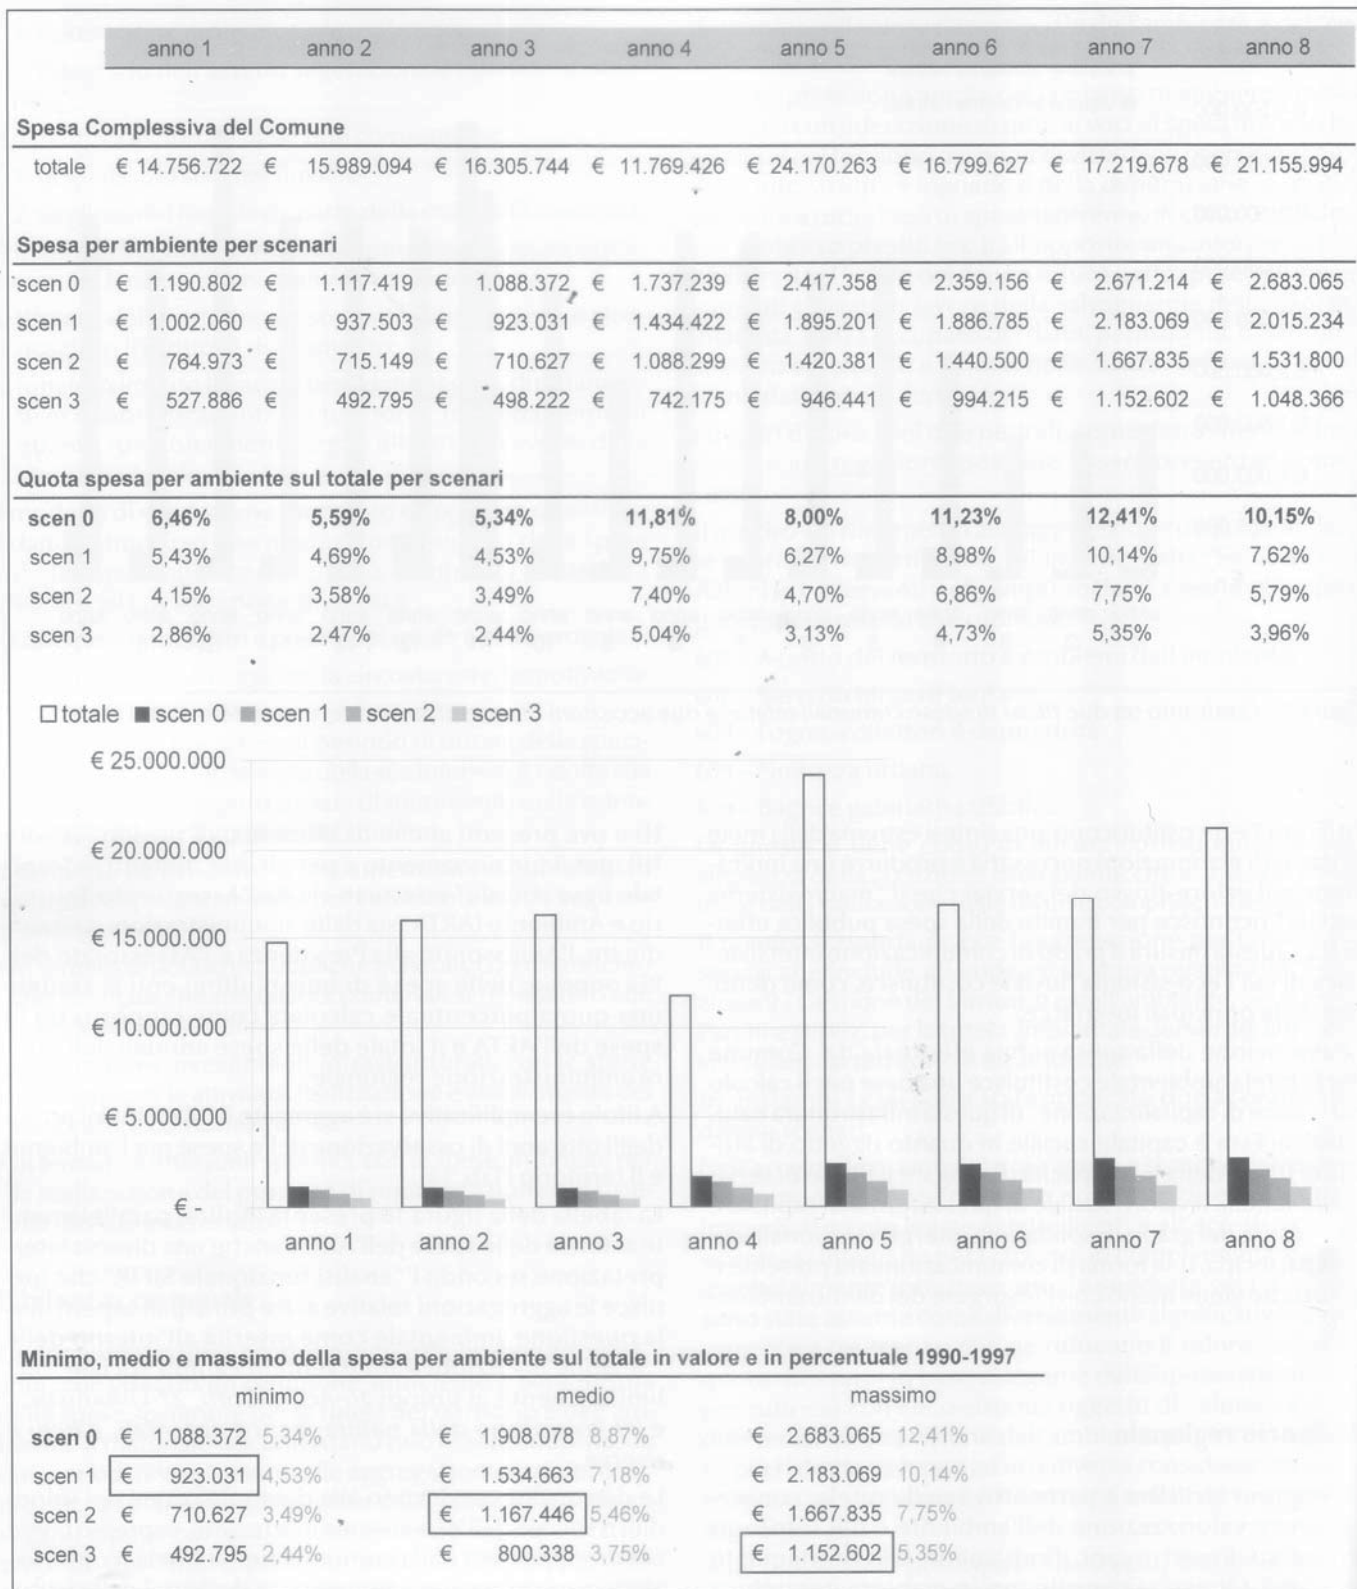 anno 1 anno 2 anno 3 anno 4 anno 5 anno 6 anno 7 anno 8
Spesa Complessiva del Comune
totale € 14.756.722 € 15.989.094 € 16.305.744 € 11.769.426 € 24.170.263 € 16.799.627 € 17.219.678 € 21.155.994
Spesa per ambiente per scenari
scen 0 € 1.190.802 € 1.117.419 € 1.088.372 € 1.737.239 € 2.417.358 € 2.359.156 € 2.671.214 € 2.683.065
scen 1 € 1.002.060 € 937.503 € 923.031 € 1.434.422 € 1.895.201 € 1.886.785 € 2.183.069 € 2.015.234
scen 2 € 764.973 € 715.149 € 710.627 € 1.088.299 € 1.420.381 € 1.440.500 € 1.667.835 € 1.531.800
scen 3 € 527.886 € 492.795 € 498.222 € 742.175 € 946.441 € 994.215 € 1.152.602 € 1.048.366
Quota spesa per ambiente sul totale per scenari
scen 0 6,46% 5,59% 5,34% 11,81% 8,00% 11,23% 12,41% 10,15%
scen 1 5,43% 4,69% 4,53% 9,75% 6,27% 8,98% 10,14% 7,62%
scen 2 4,15% 3,58% 3,49% 7,40% 4,70% 6,86% 7,75% 5,79%
scen 3 2,86% 2,47% 2,44% 5,04% 3,13% 4,73% 5,35% 3,96%
totale scen 0 scen 1 scen 2 scen 3
€ 25.000.000
€ 20.000.000
€ 15.000.000
€ 10.000.000
€ 5.000.000
€ -
anno 1 anno 2 anno 3 anno 4 anno 5 anno 6 anno 7 anno 8
Minimo, medio e massimo della spesa per ambiente sul totale in valore e in percentuale 1990-1997
minimo medio massimo
scen 0 € 1.088.372 5,34% € 1.908.078 8,87% € 2.683.065 12,41%
scen 1 € 923.031 4,53% € 1.534.663 7,18% € 2.183.069 10,14%
scen 2 € 710.627 3,49% € 1.167.446 5,46% € 1.667.835 7,75%
scen 3 € 492.795 2,44% € 800.338 3,75% € 1.152.602 5,35%